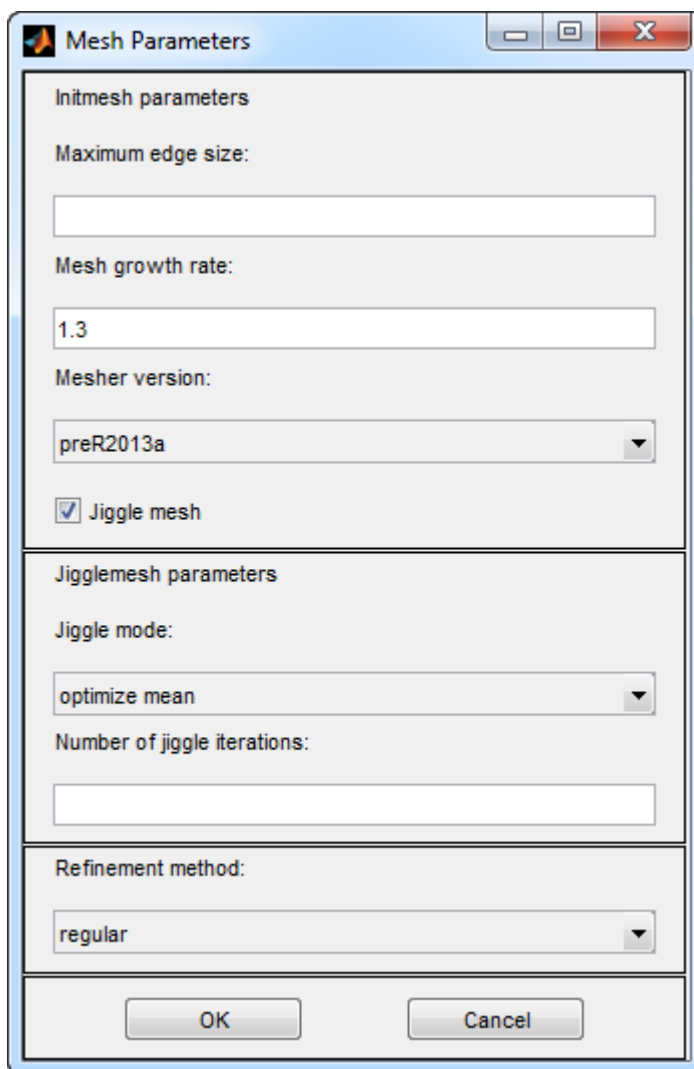 Mesh Parameters
Initmesh parameters
Maximum edge size:
Mesh growth rate:
1.3
Mesher version:
preR2013a
Jiggle mesh
Jigglemesh parameters
Jiggle mode:
optimize mean
Number of jiggle iterations:
Refinement method:
regular
OK Cancel